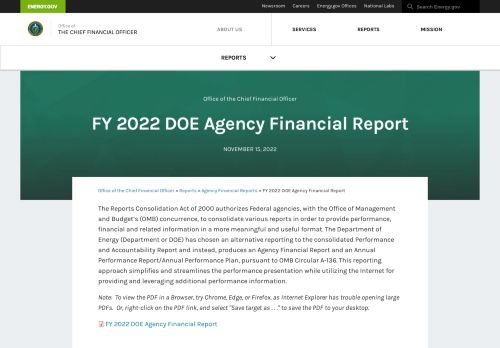 ENERGY.GOV
Newsroom Careers Energy.gov Offices National Labs Search Energy.gov
Office of
THE CHIEF FINANCIAL OFFICER
ABOUT US SERVICES REPORTS MISSION
REPORTS
Office of the Chief Financial Officer
FY 2022 DOE Agency Financial Report
NOVEMBER 15, 2022
Office of the Chief Financial Officer » Reports » Agency Financial Reports » FY 2022 DOE Agency Financial Report
The Reports Consolidation Act of 2000 authorizes Federal agencies, with the Office of Management
and Budget's (OMB) concurrence, to consolidate various reports in order to provide performance,
financial and related information in a more meaningful and useful format. The Department of
Energy (Department or DOE) has chosen an alternative reporting to the consolidated Performance
and Accountability Report and instead, produces an Agency Financial Report and an Annual
Performance Report/Annual Performance Plan, pursuant to OMB Circular A-136. This reporting
approach simplifies and streamlines the performance presentation while utilizing the Internet for
providing and leveraging additional performance information.
Note: To view the PDF in a Browser, try Chrome, Edge, or Firefox, as Internet Explorer has trouble opening large
PDFs. Or, right-click on the PDF link, and select "Save target as . . ." to save the PDF to your desktop.
FY 2022 DOE Agency Financial Report